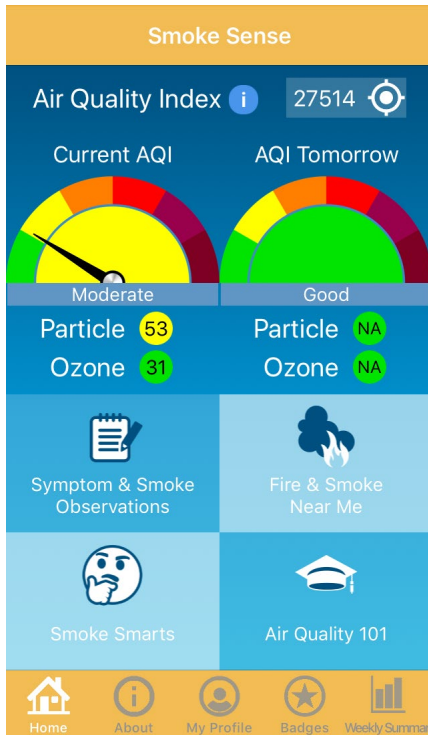 Smoke Sense
Air Quality Index i 27514
Current AQI
AQI Tomorrow
Moderate
Good
Particle 53
Particle NA
Ozone 31
Ozone NA
Symptom & Smoke
Observations
Fire & Smoke
Near Me
Smoke Smarts
Air Quality 101
Home
About
My Profile
Badges
Weekly Summar